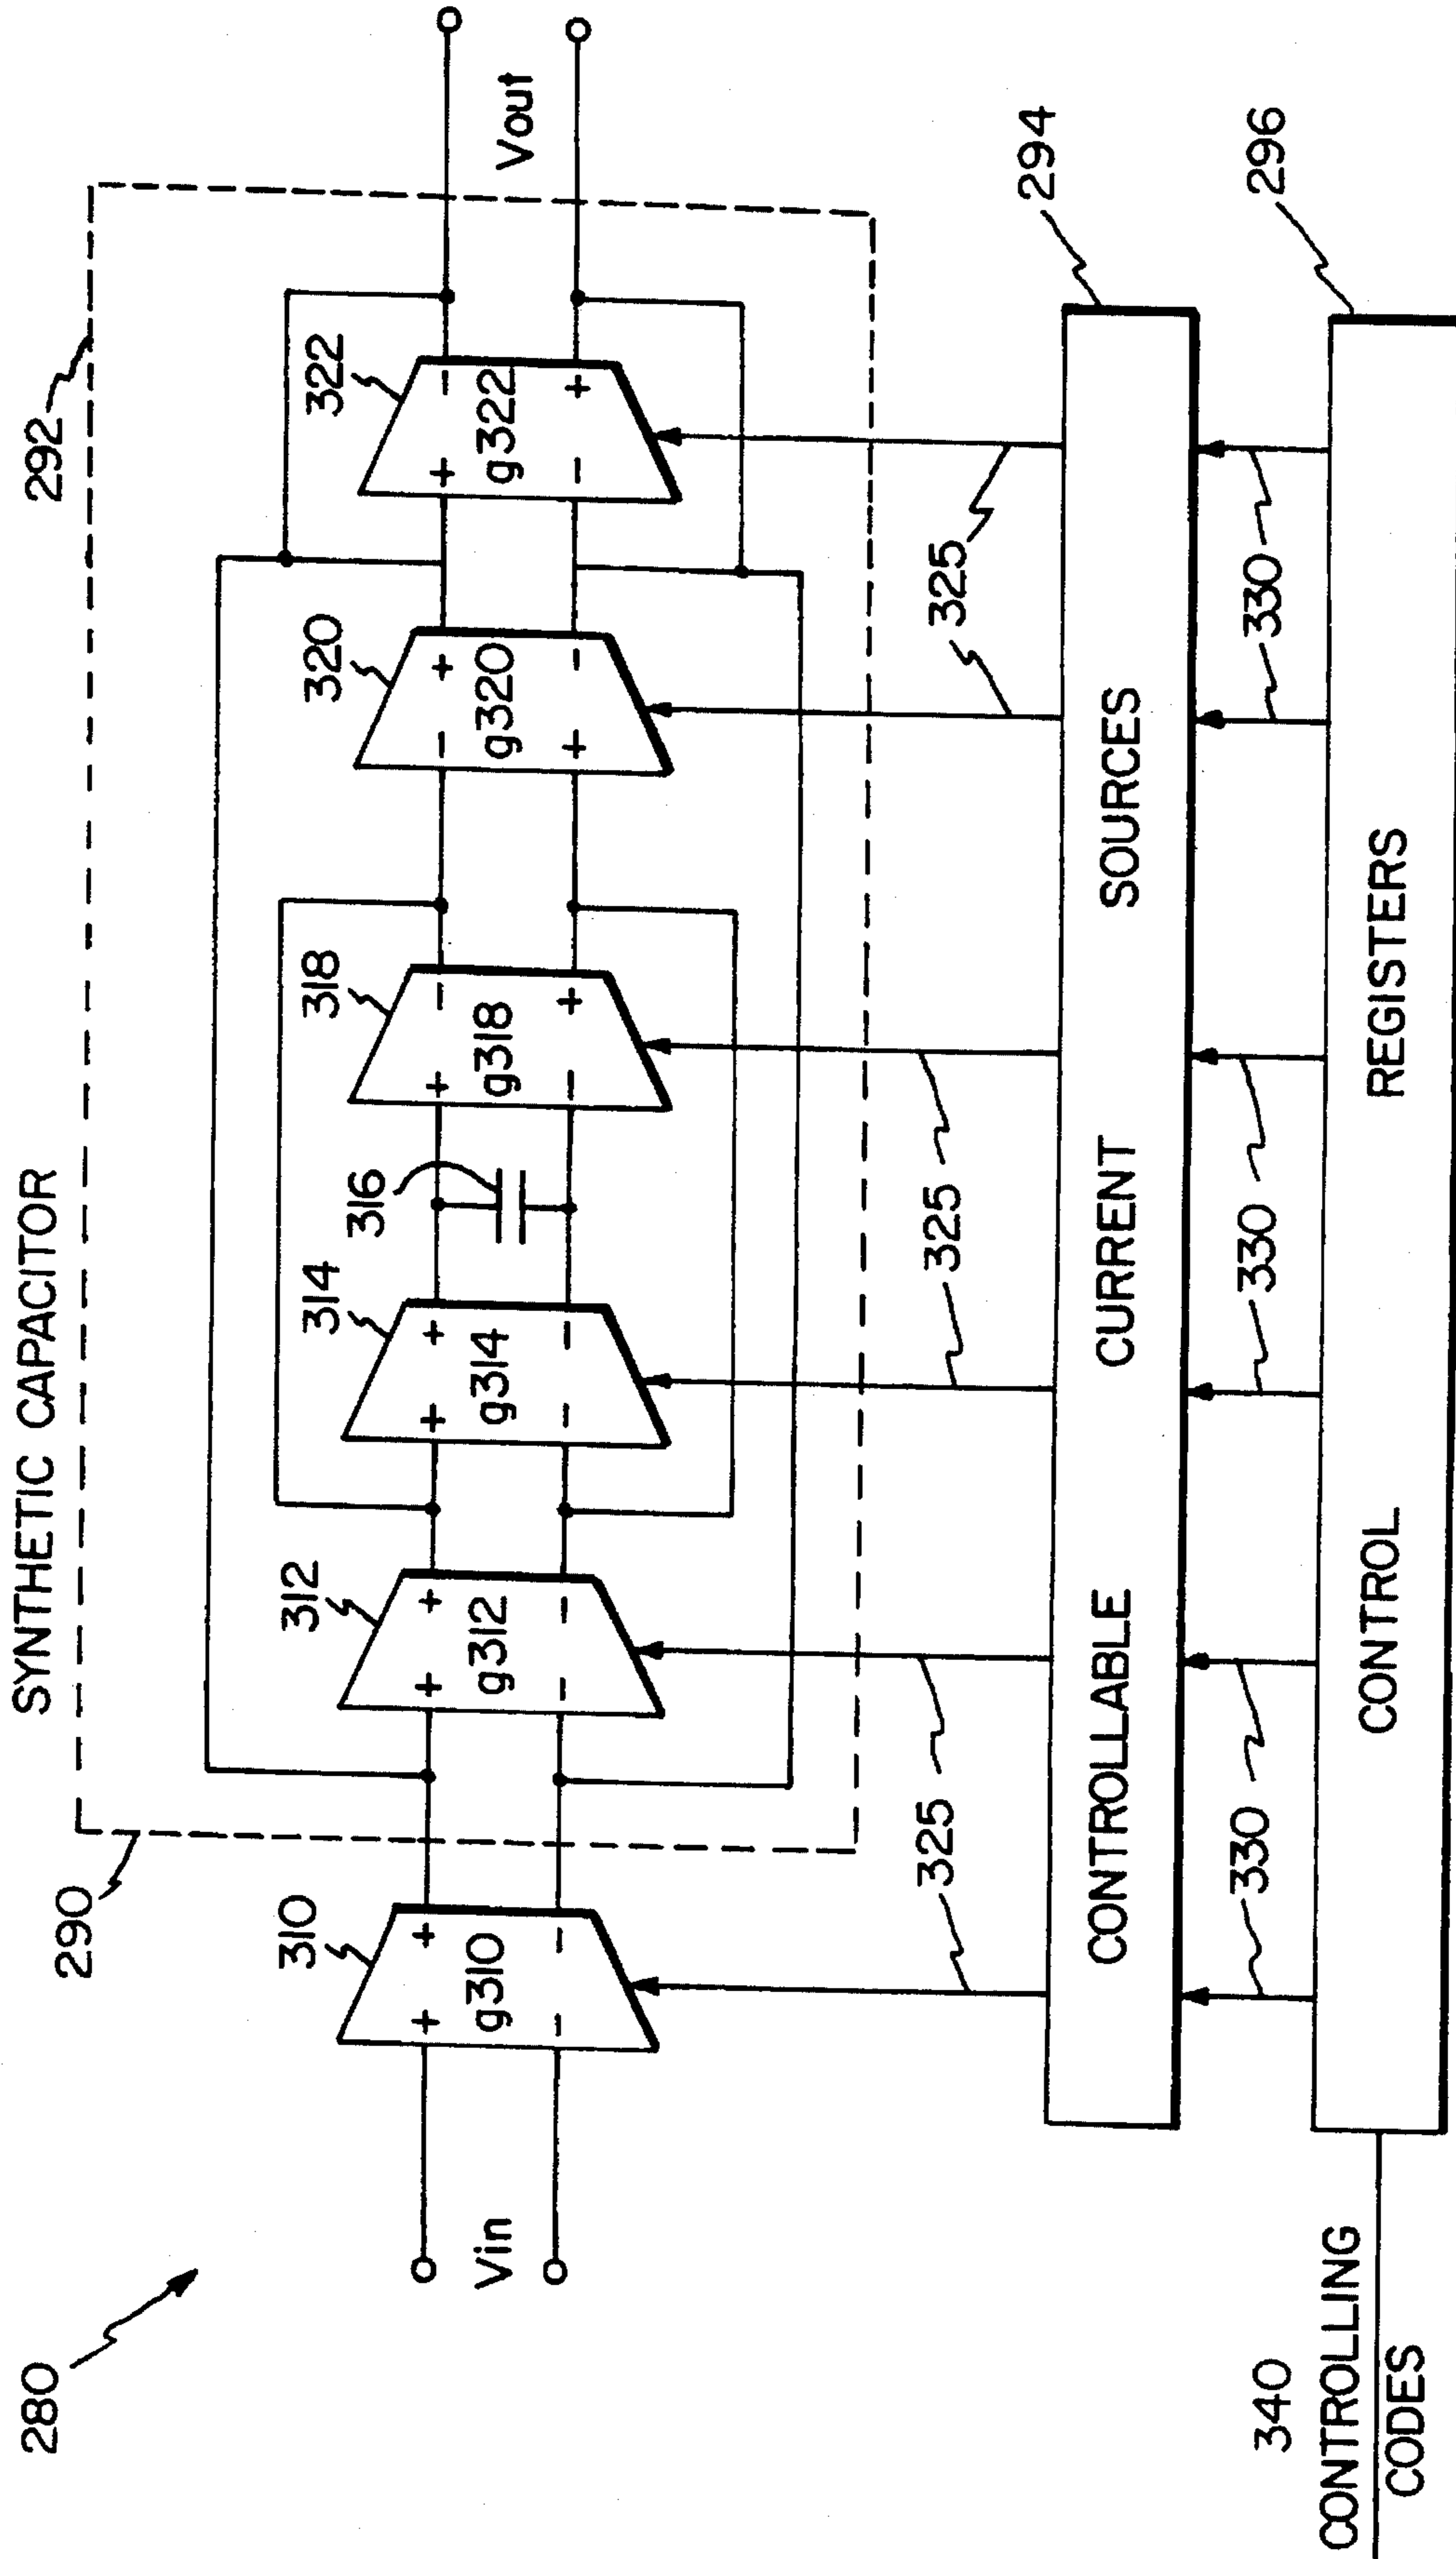 SYNTHETIC CAPACITOR
280
290
292
310
312
314
316
318
320
322
+ +
g310
- -
+ +
g312
- -
+ +
g314
- -
+ -
g318
- +
- +
g320
+ -
+ -
g322
- +
Vin
Vout
325
325
325
325
CONTROLLABLE CURRENT SOURCES
294
330
330
330
330
CONTROL REGISTERS
296
340
CONTROLLING
CODES